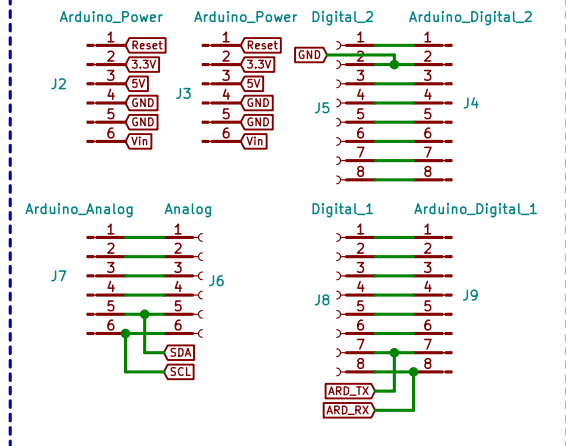 Arduino_Power Arduino_Power Digital_2 Arduino_Digital_2
1 Reset 1 Reset 1 1
2 3.3V 2 3.3V GND 2 2
J2 3 5V J3 3 5V 3 3
4 GND 4 GND J5 4 4 J4
5 GND 5 GND 5 5
6 Vin 6 Vin 6 6
7 7
8 8
Arduino_Analog Analog Digital_1 Arduino_Digital_1
1 1 1 1
2 2 2 2
J7 3 3 J6 3 3
4 4 J8 4 4 J9
5 5 5 5
6 6 6 6
SDA 7 7
SCL 8 8
ARD_TX
ARD_RX